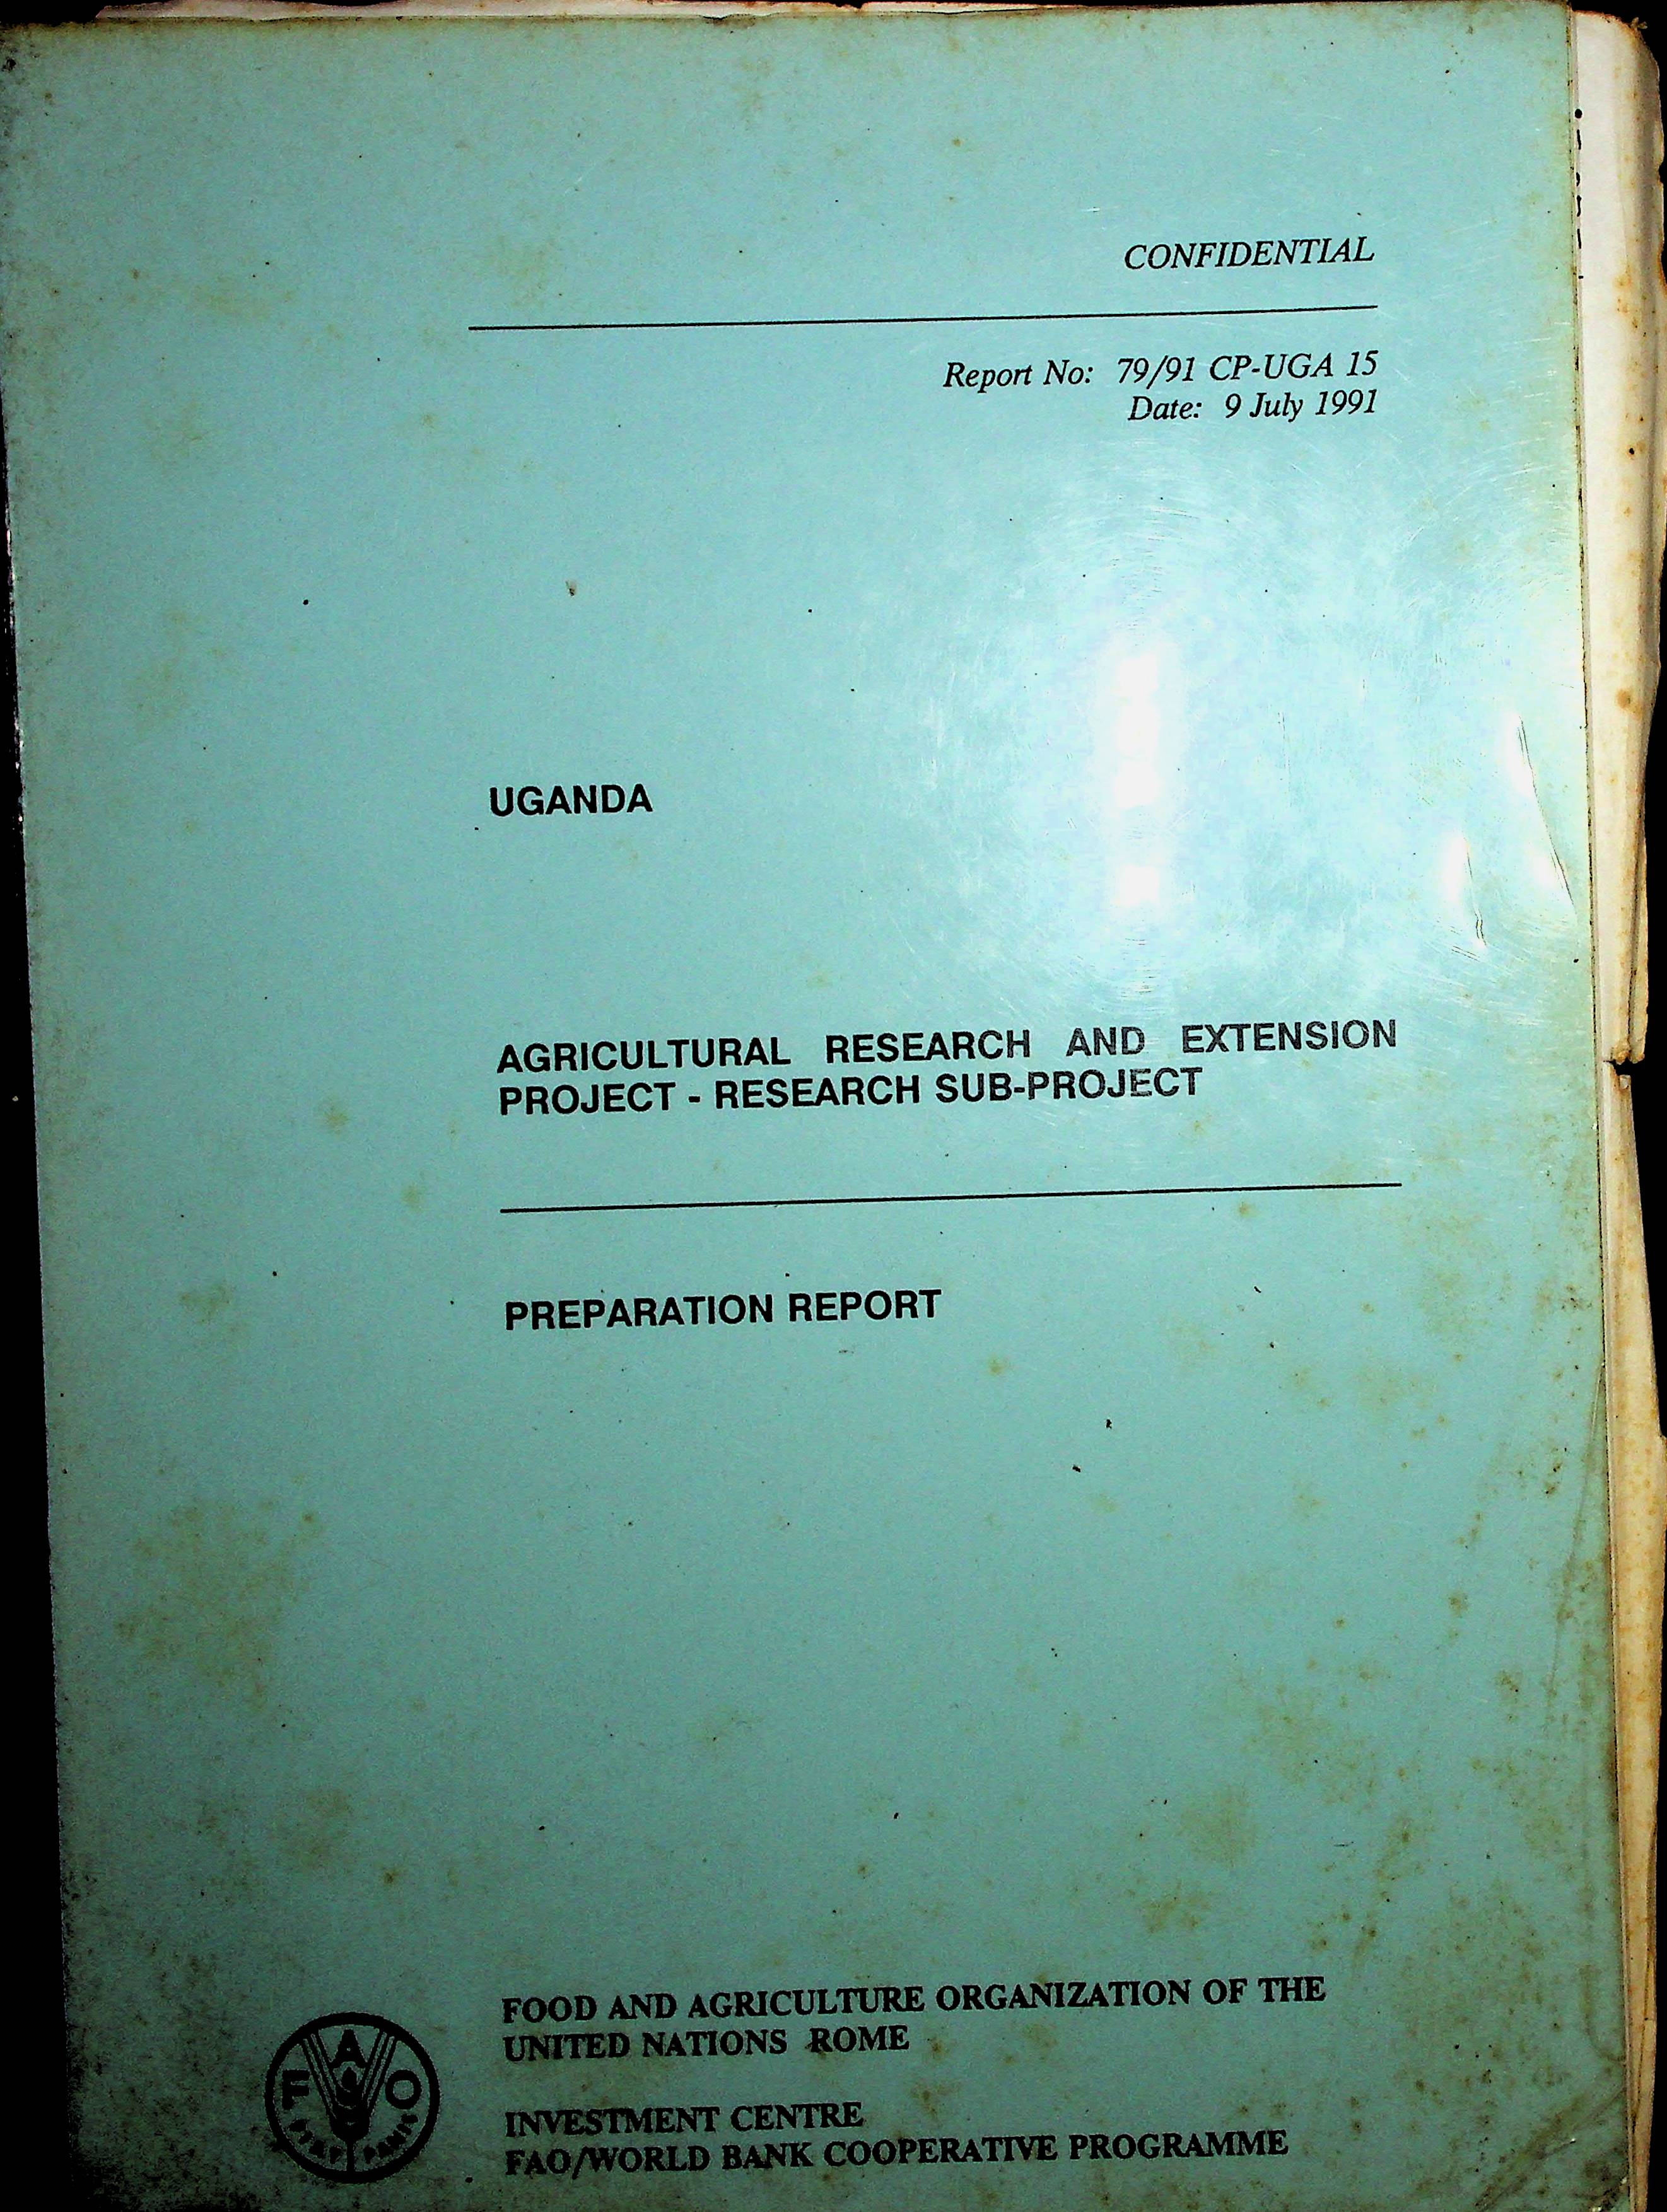 CONFIDENTIAL
Report No: 79/91 CP-UGA 15
Date: 9 July 1991
UGANDA
AGRICULTURAL RESEARCH AND EXTENSION
PROJECT - RESEARCH SUB-PROJECT
PREPARATION REPORT
FOOD AND AGRICULTURE ORGANIZATION OF THE
UNITED NATIONS ROME
INVESTMENT CENTRE
FAO/WORLD BANK COOPERATIVE PROGRAMME
F A O
FIAT PANIS